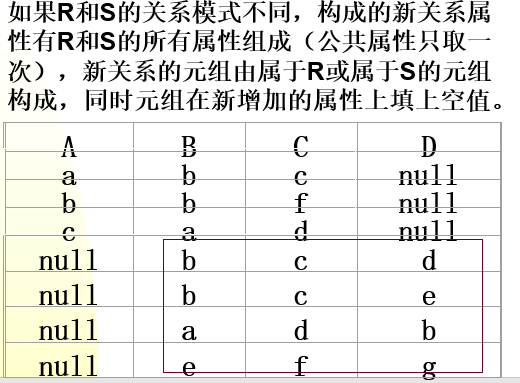 如果R和S的关系模式不同，构成的新关系属
性有R和S的所有属性组成（公共属性只取一
次），新关系的元组由属于R或属于S的元组
构成，同时元组在新增加的属性上填上空值。
A B C D
a b c null
b b f null
c a d null
null b c d
null b c e
null a d b
null e f g